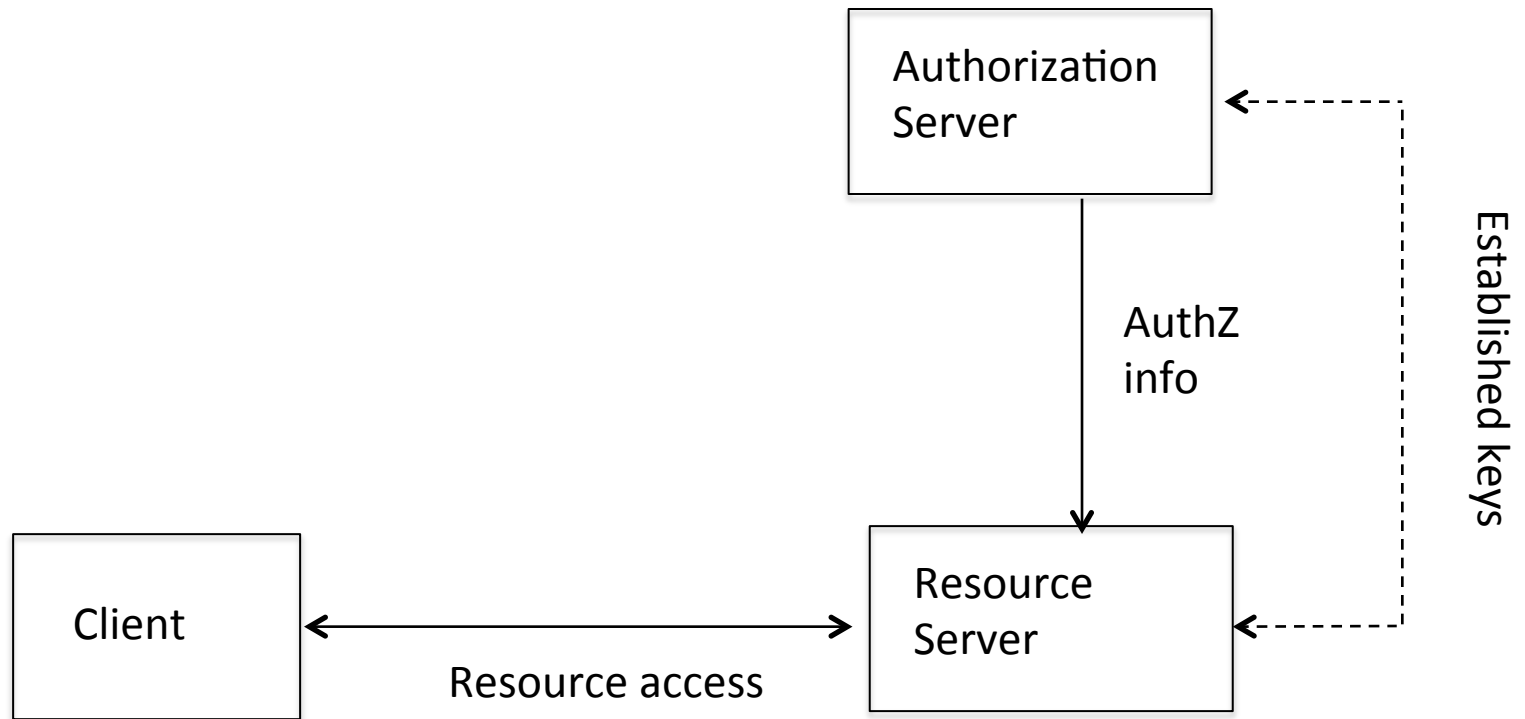 Authorization
Server
Established keys
AuthZ
info
Client
Resource
Server
Resource access